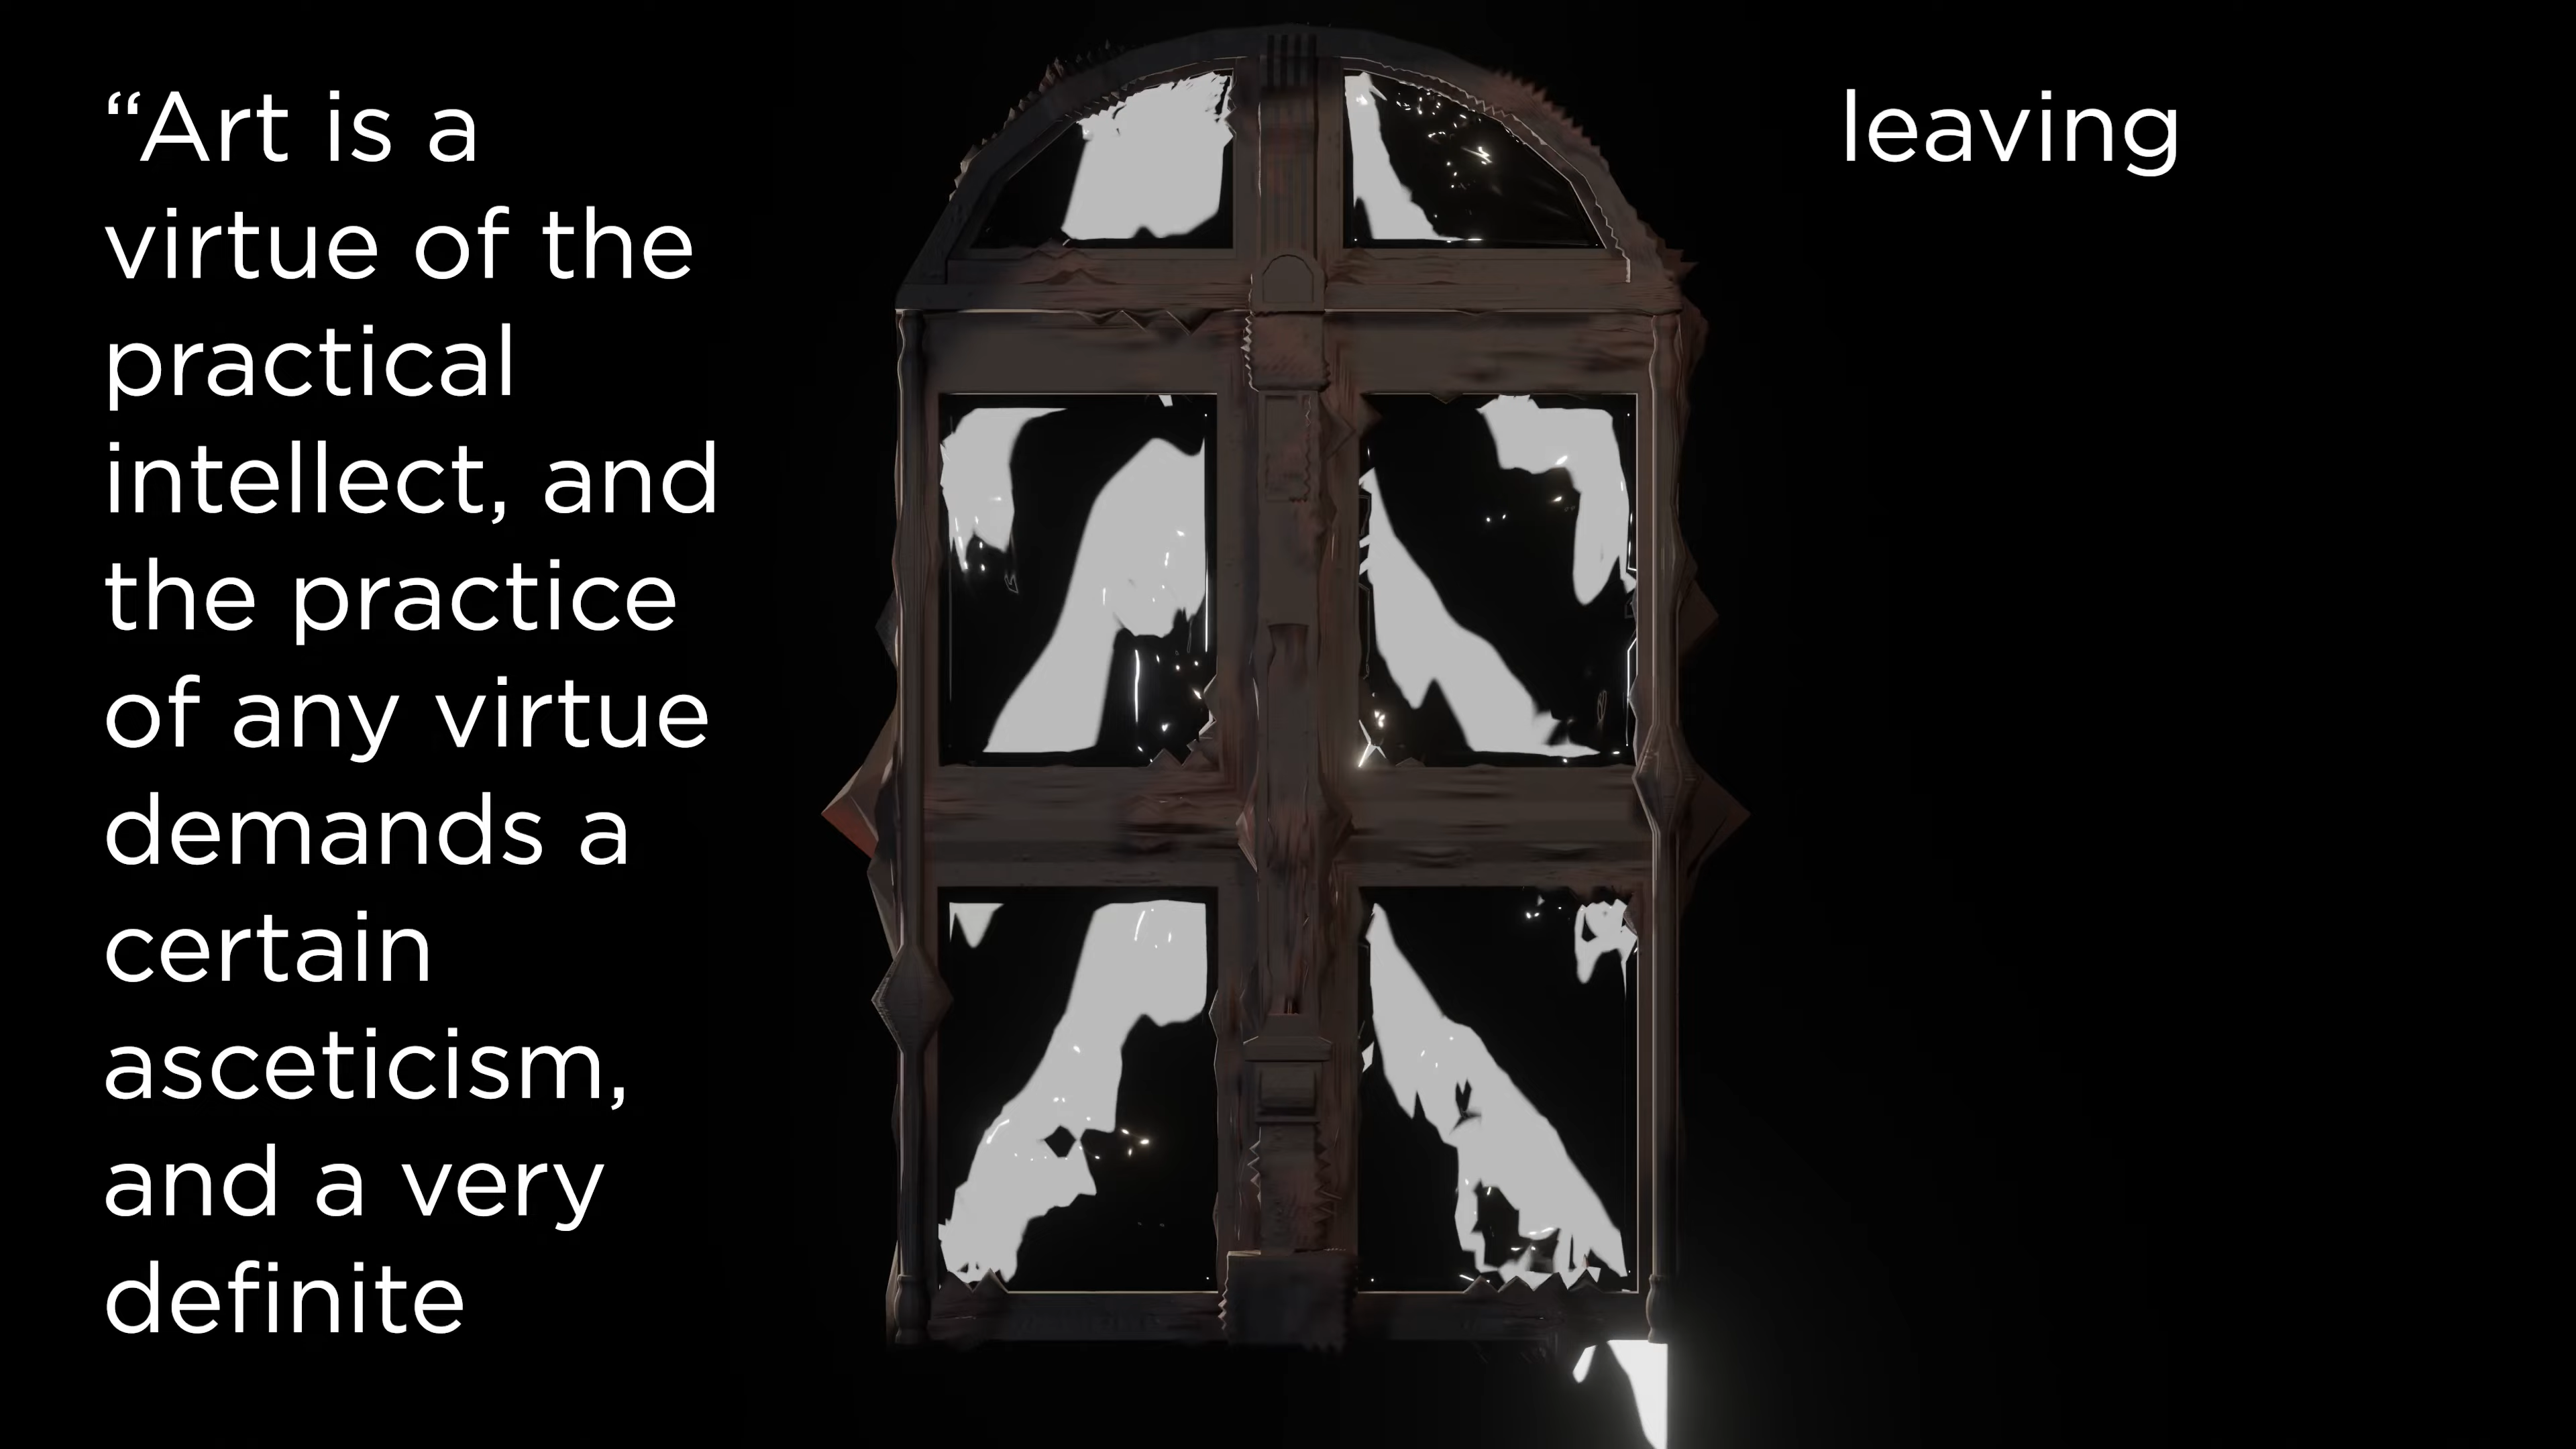 “Art is a
virtue of the
practical
intellect, and
the practice
of any virtue
demands a
certain
asceticism,
and a very
definite
leaving